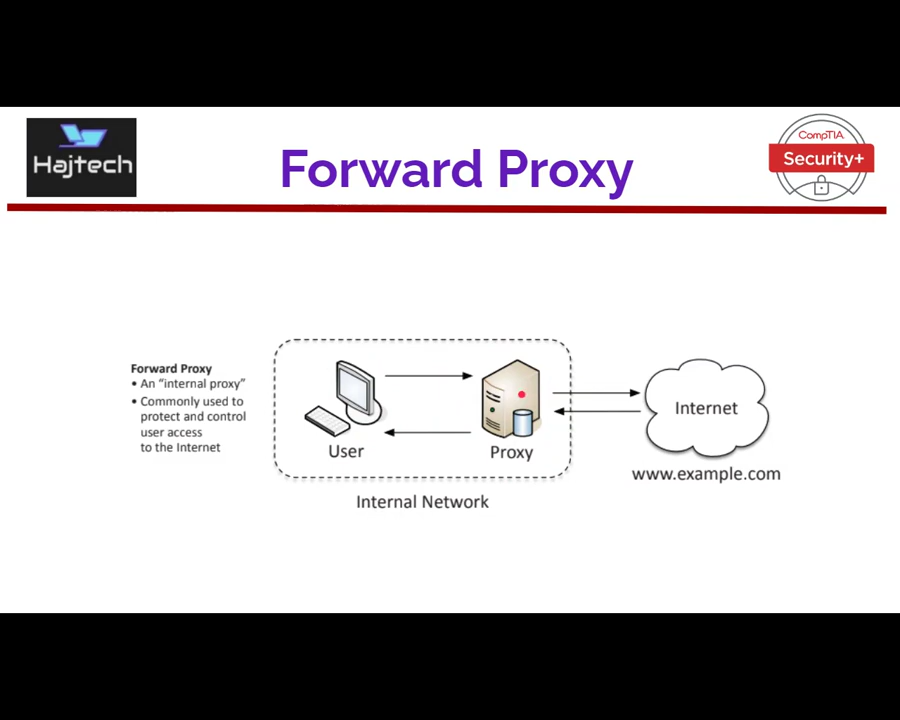 Hajtech
Forward Proxy
CompTIA
Security+
Forward Proxy
• An “internal proxy”
• Commonly used to
protect and control
user access
to the Internet
User
Proxy
Internet
www.example.com
Internal Network